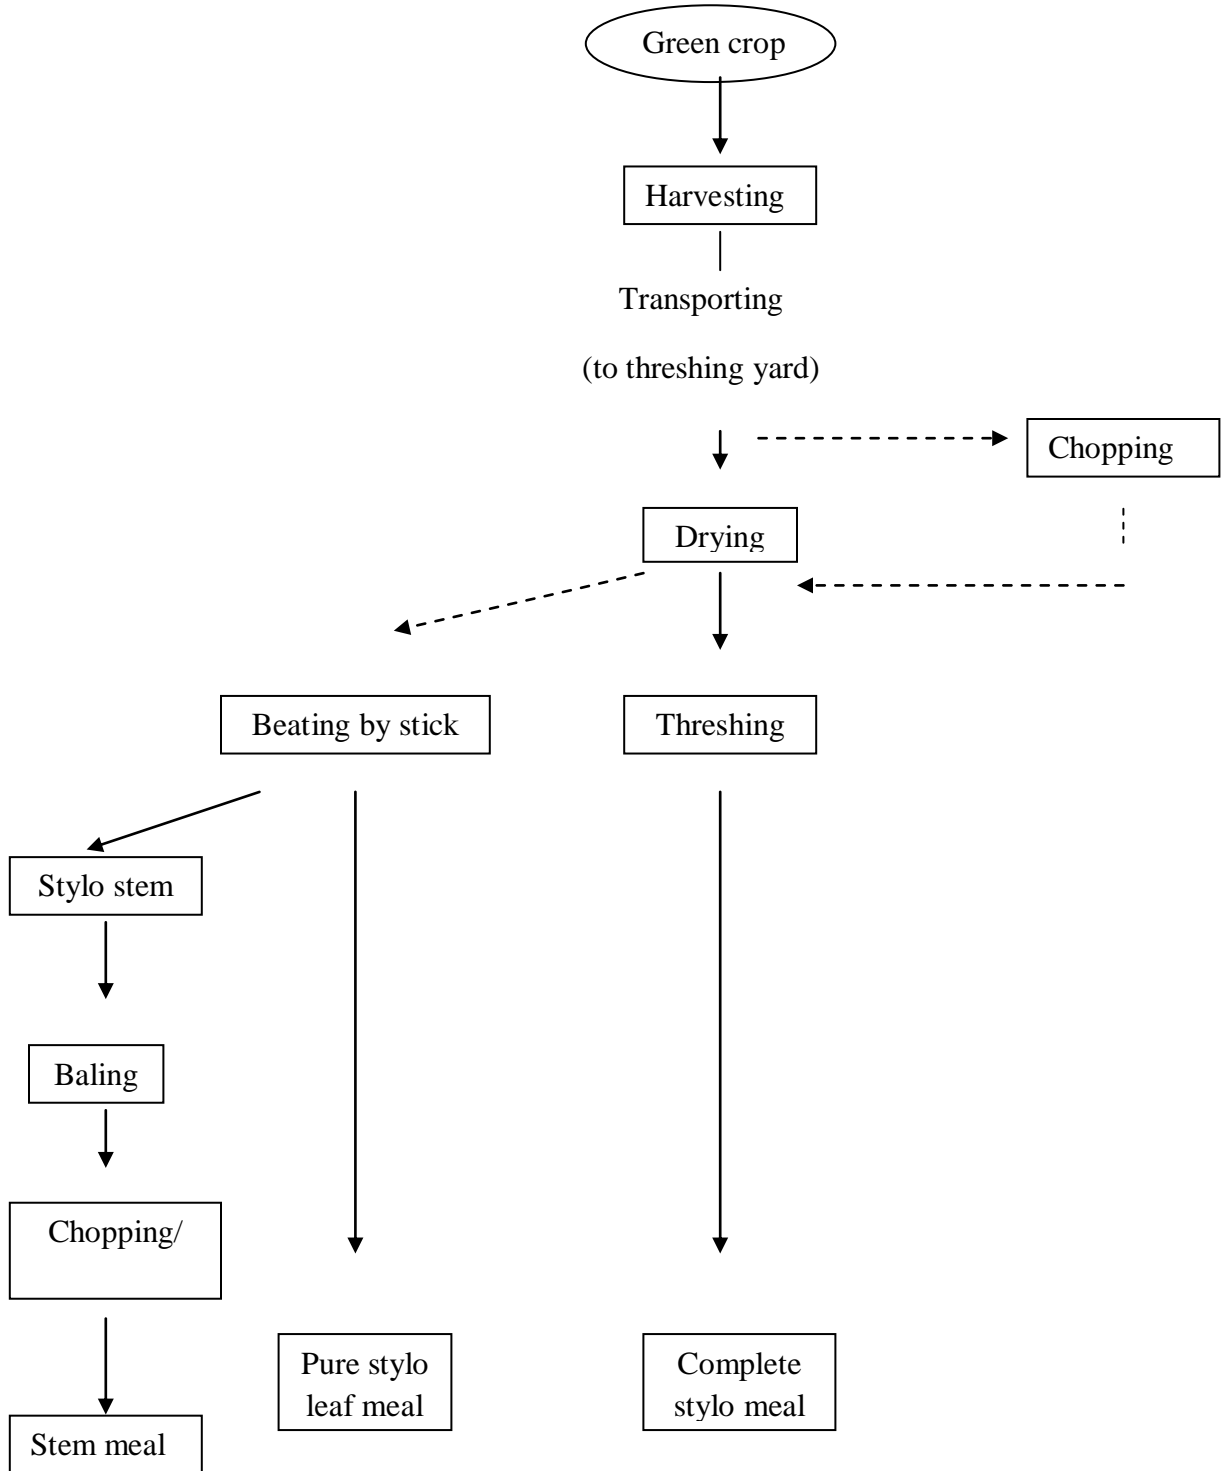 Green crop
Harvesting
Transporting
(to threshing yard)
Chopping
Drying
Beating by stick
Threshing
Stylo stem
Baling
Chopping/
Pure stylo
leaf meal
Complete
stylo meal
Stem meal